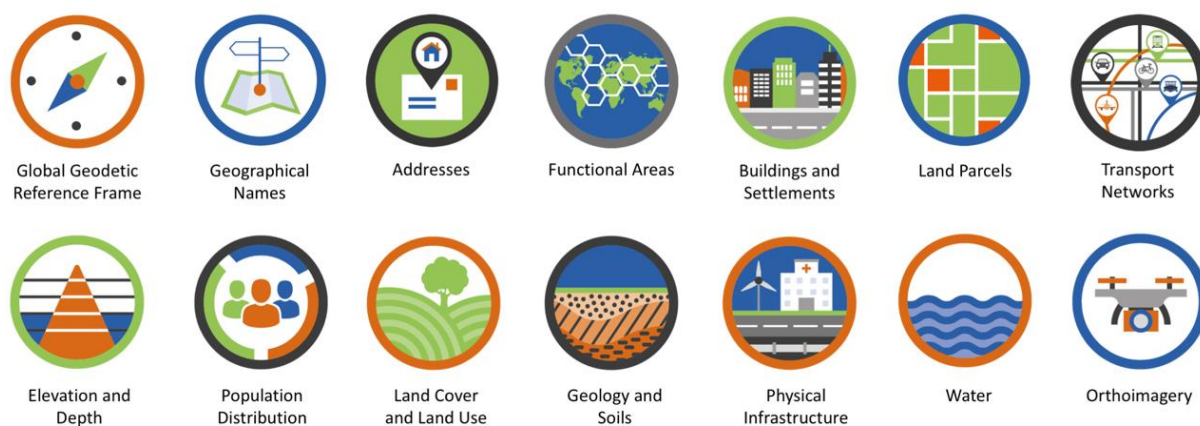 Global Geodetic
Reference Frame
Geographical
Names
Addresses
Functional Areas
Buildings and
Settlements
Land Parcels
Transport
Networks
Elevation and
Depth
Population
Distribution
Land Cover
and Land Use
Geology and
Soils
Physical
Infrastructure
Water
Orthoimagery